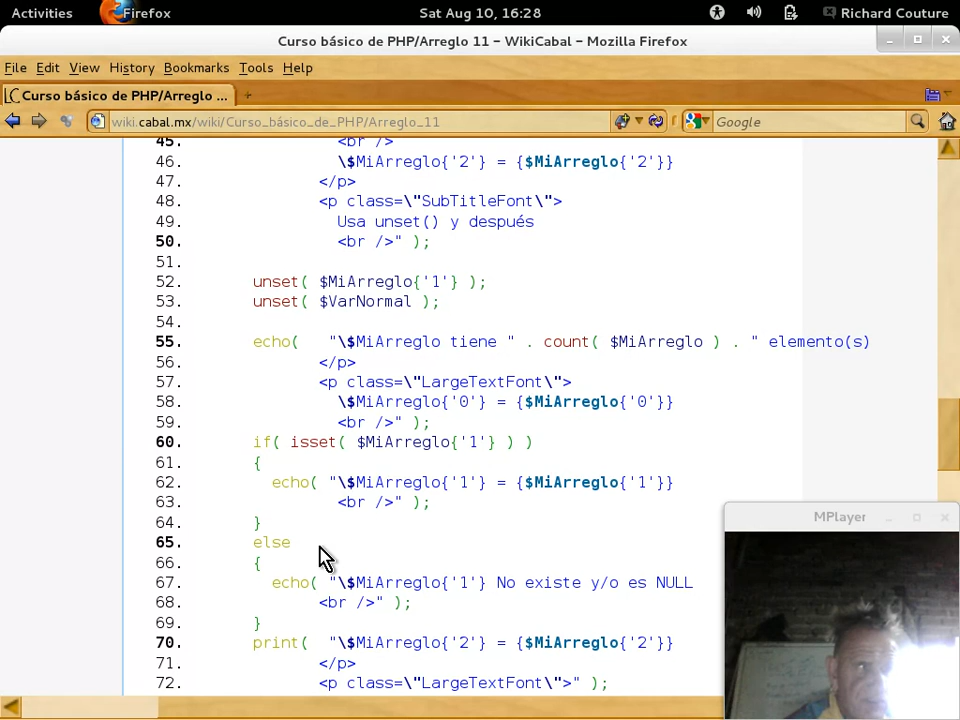 Activities Firefox Sat Aug 10, 16:28 Richard Couture
Curso básico de PHP/Arreglo 11 – WikiCabal – Mozilla Firefox
File Edit View History Bookmarks Tools Help
Curso básico de PHP/Arreglo ... +
wiki.cabal.mx/wiki/Curso_básico_de_PHP/Arreglo_11 Google
45. <br />
46. \$MiArreglo{'2'} = {$MiArreglo{'2'}}
47. </p>
48. <p class=\"SubTitleFont\">
49. Usa unset() y después
50. <br />" );
51.
52. unset( $MiArreglo{'1'} );
53. unset( $VarNormal );
54.
55. echo( "\$MiArreglo tiene " . count( $MiArreglo ) . " elemento(s)
56. </p>
57. <p class=\"LargeTextFont\">
58. \$MiArreglo{'0'} = {$MiArreglo{'0'}}
59. <br />" );
60. if( isset( $MiArreglo{'1'} ) )
61. {
62. echo( "\$MiArreglo{'1'} = {$MiArreglo{'1'}}
63. <br />" );
64. }
65. else
66. {
67. echo( "\$MiArreglo{'1'} No existe y/o es NULL
68. <br />" );
69. }
70. print( "\$MiArreglo{'2'} = {$MiArreglo{'2'}}
71. </p>
72. <p class=\"LargeTextFont\">" );
MPlayer